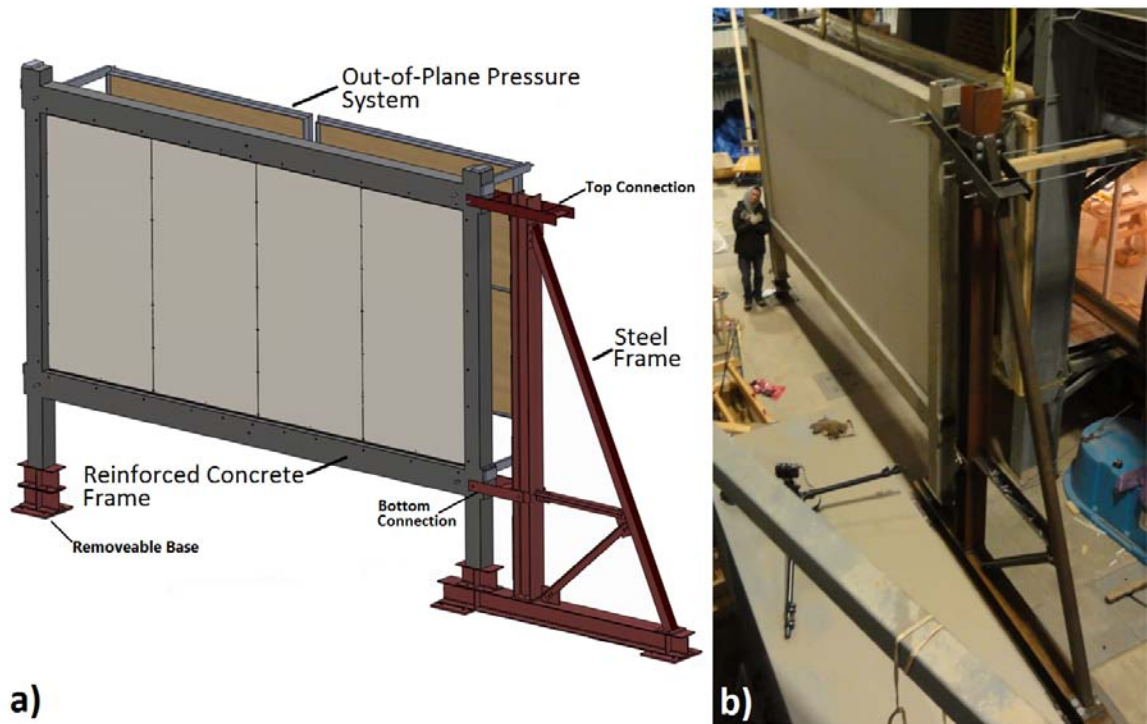 Out-of-Plane Pressure
System
Top Connection
Steel
Frame
Reinforced Concrete
Frame
Bottom
Connection
Removeable Base
a)
b)